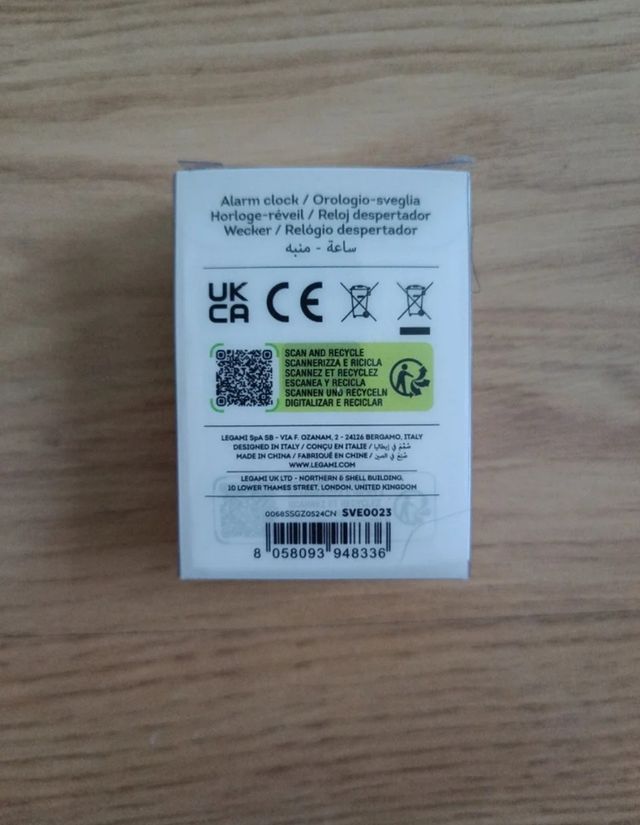 Alarm clock / Orologio-sveglia
Horloge-réveil / Reloj despertador
Wecker / Relógio despertador
ساعة - منبه
UK
CA
CE
SCAN AND RECYCLE
SCANNERIZZA E RICICLA
SCANNEZ ET RECYCLEZ
ESCANEA Y RECICLA
SCANNEN UND RECYCELN
DIGITALIZAR E RECICLAR
LEGAMI SpA SB - VIA F. OZANAM, 2 - 24126 BERGAMO, ITALY
DESIGNED IN ITALY / CONÇU EN ITALIE / صُمّم في إيطاليا
MADE IN CHINA / FABRIQUÉ EN CHINE / صُنع في الصين
WWW.LEGAMI.COM
LEGAMI UK LTD - NORTHERN & SHELL BUILDING,
10 LOWER THAMES STREET, LONDON, UNITED KINGDOM
0068SSGZ0524CN SVE0023
8 058093 948336